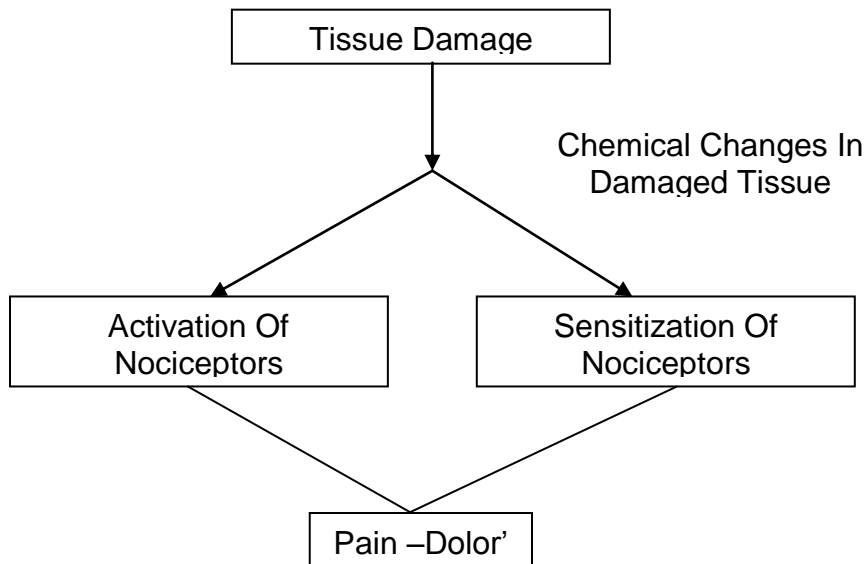 Tissue Damage
Chemical Changes In
Damaged Tissue
Activation Of
Nociceptors
Sensitization Of
Nociceptors
Pain –Dolor’